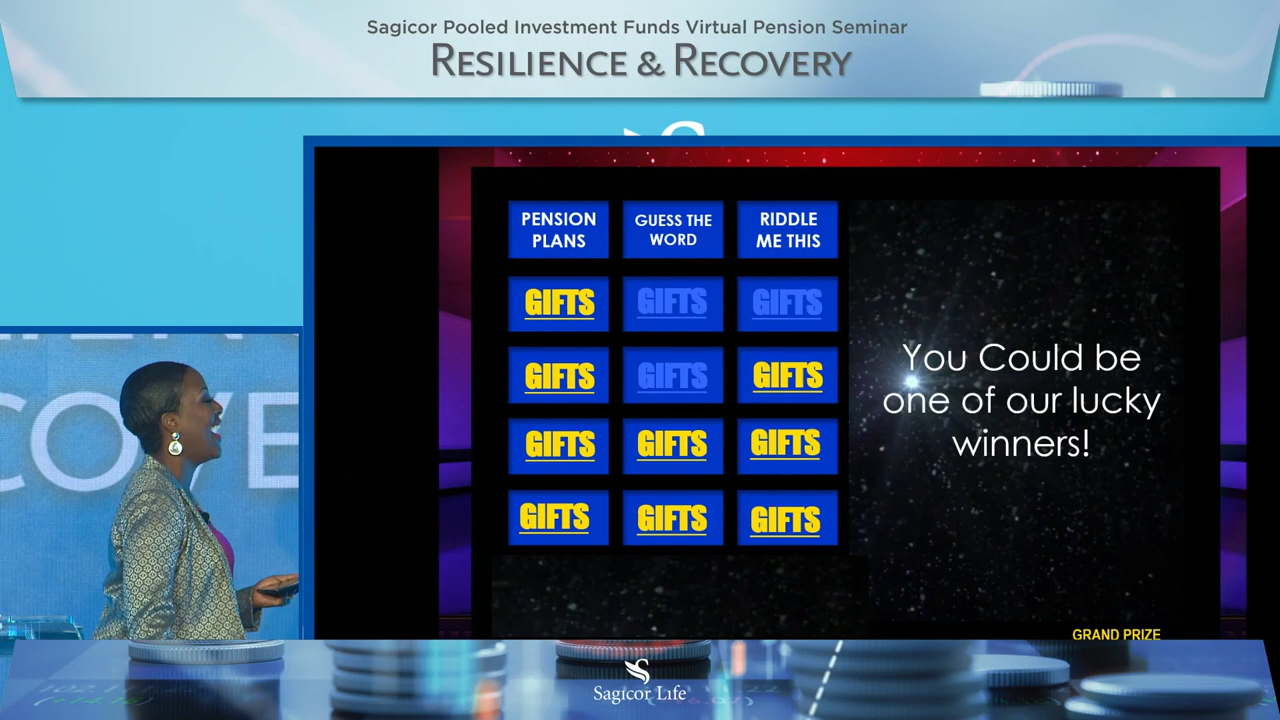 Sagicor Pooled Investment Funds Virtual Pension Seminar
RESILIENCE & RECOVERY
PENSION
PLANS
GUESS THE
WORD
RIDDLE
ME THIS
GIFTS
GIFTS
GIFTS
GIFTS
GIFTS
GIFTS
GIFTS
GIFTS
GIFTS
GIFTS
GIFTS
GIFTS
You Could be
one of our lucky
winners!
GRAND PRIZE
COVE
Sagicor Life